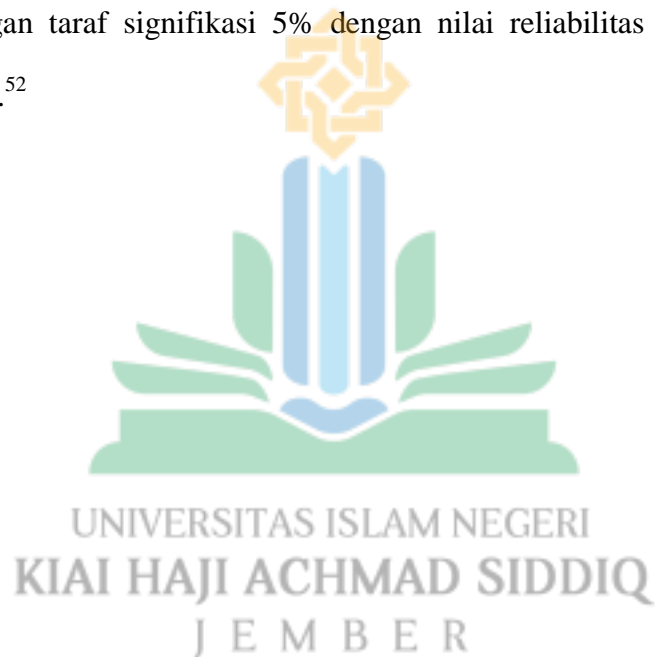 gan taraf signifikasi 5% dengan nilai reliabilitas
.52
UNIVERSITAS ISLAM NEGERI
KIAI HAJI ACHMAD SIDDIQ
J E M B E R